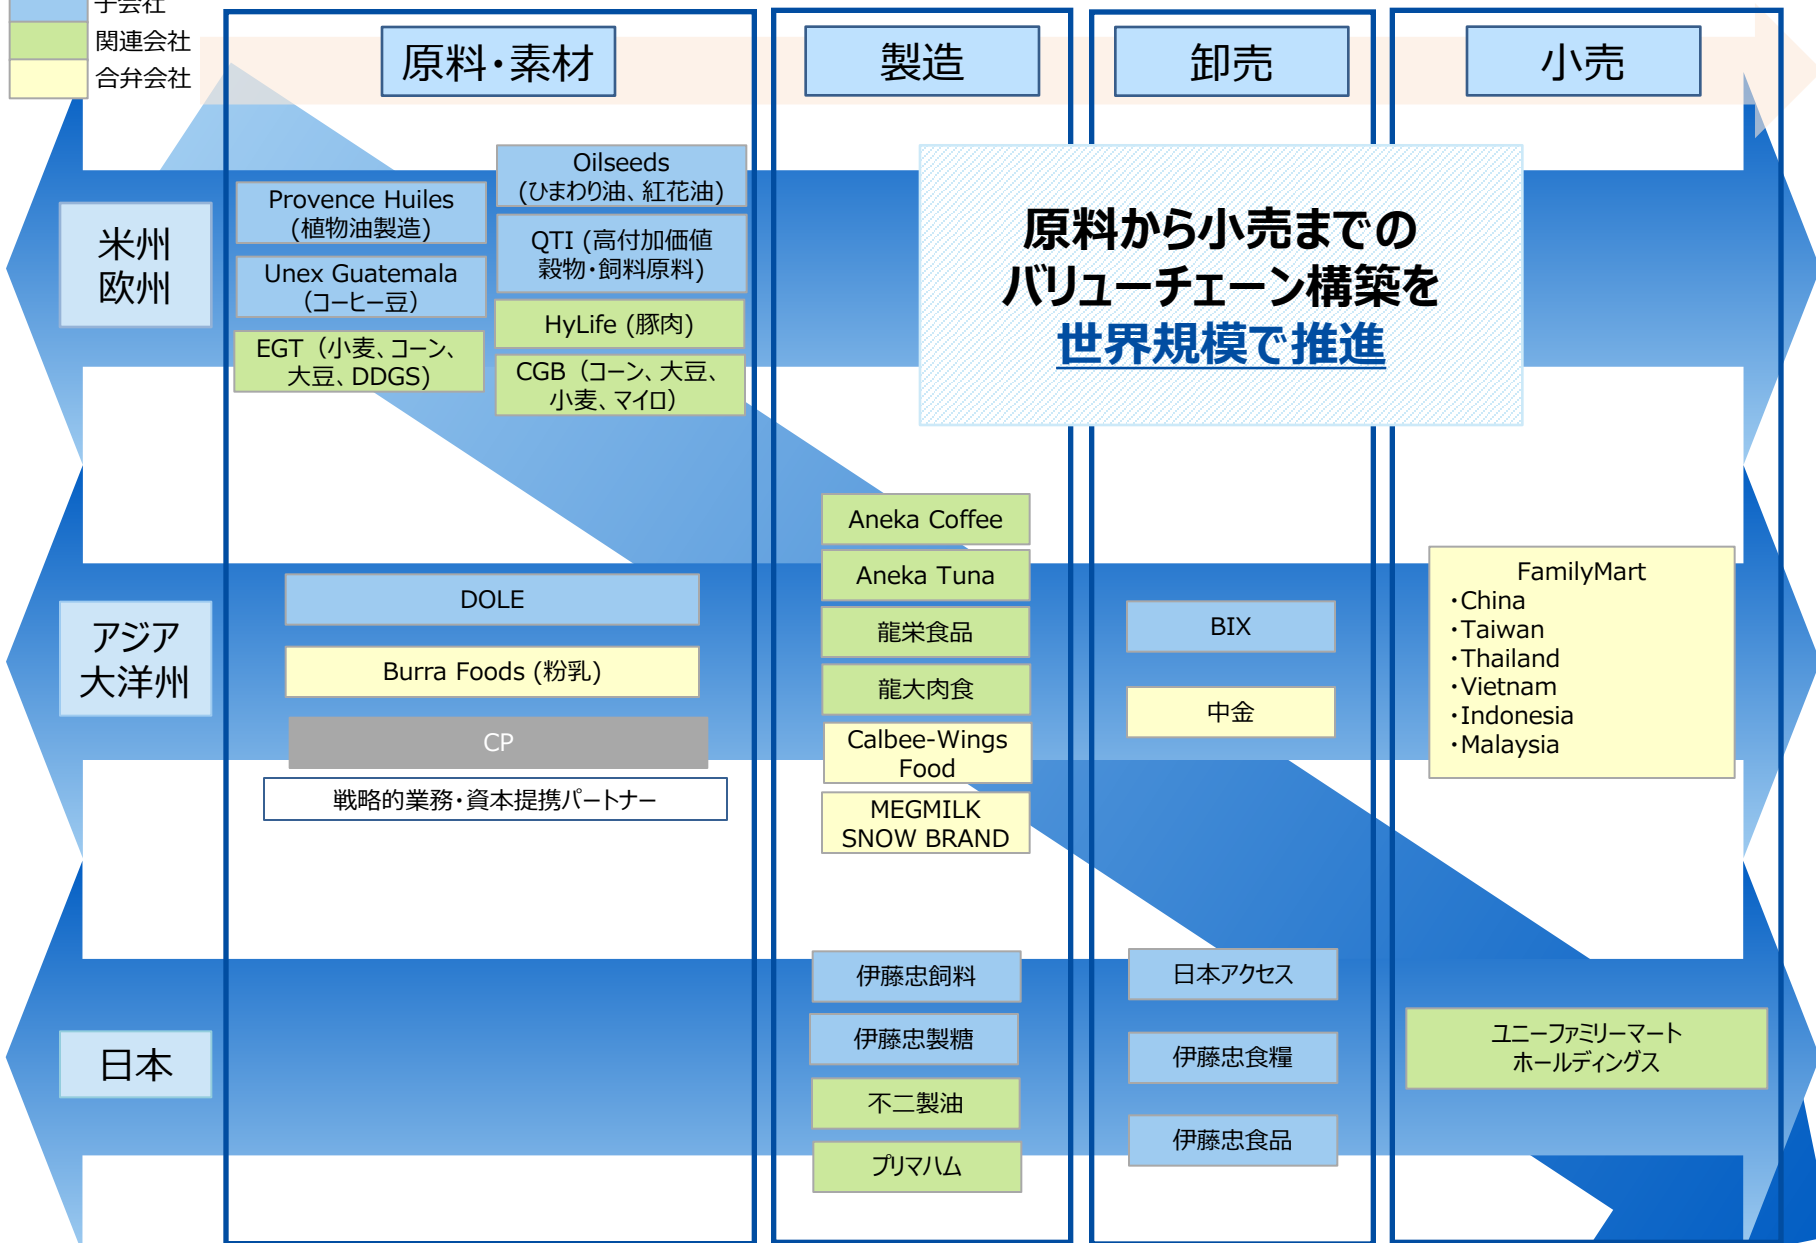 子会社
関連会社
合弁会社
原料・素材
製造
卸売
小売
米州
欧州
Provence Huiles
(植物油製造)
Unex Guatemala
（コーヒー豆）
EGT（小麦、コーン、
大豆、DDGS)
Oilseeds
(ひまわり油、紅花油)
QTI (高付加価値
穀物・飼料原料)
HyLife (豚肉)
CGB（コーン、大豆、
小麦、マイロ）
原料から小売までの
バリューチェーン構築を
世界規模で推進
アジア
大洋州
DOLE
Burra Foods (粉乳)
CP
戦略的業務・資本提携パートナー
Aneka Coffee
Aneka Tuna
龍栄食品
龍大肉食
Calbee-Wings
Food
MEGMILK
SNOW BRAND
BIX
中金
FamilyMart
・China
・Taiwan
・Thailand
・Vietnam
・Indonesia
・Malaysia
日本
伊藤忠飼料
伊藤忠製糖
不二製油
プリマハム
日本アクセス
伊藤忠食糧
伊藤忠食品
ユニーファミリーマート
ホールディングス